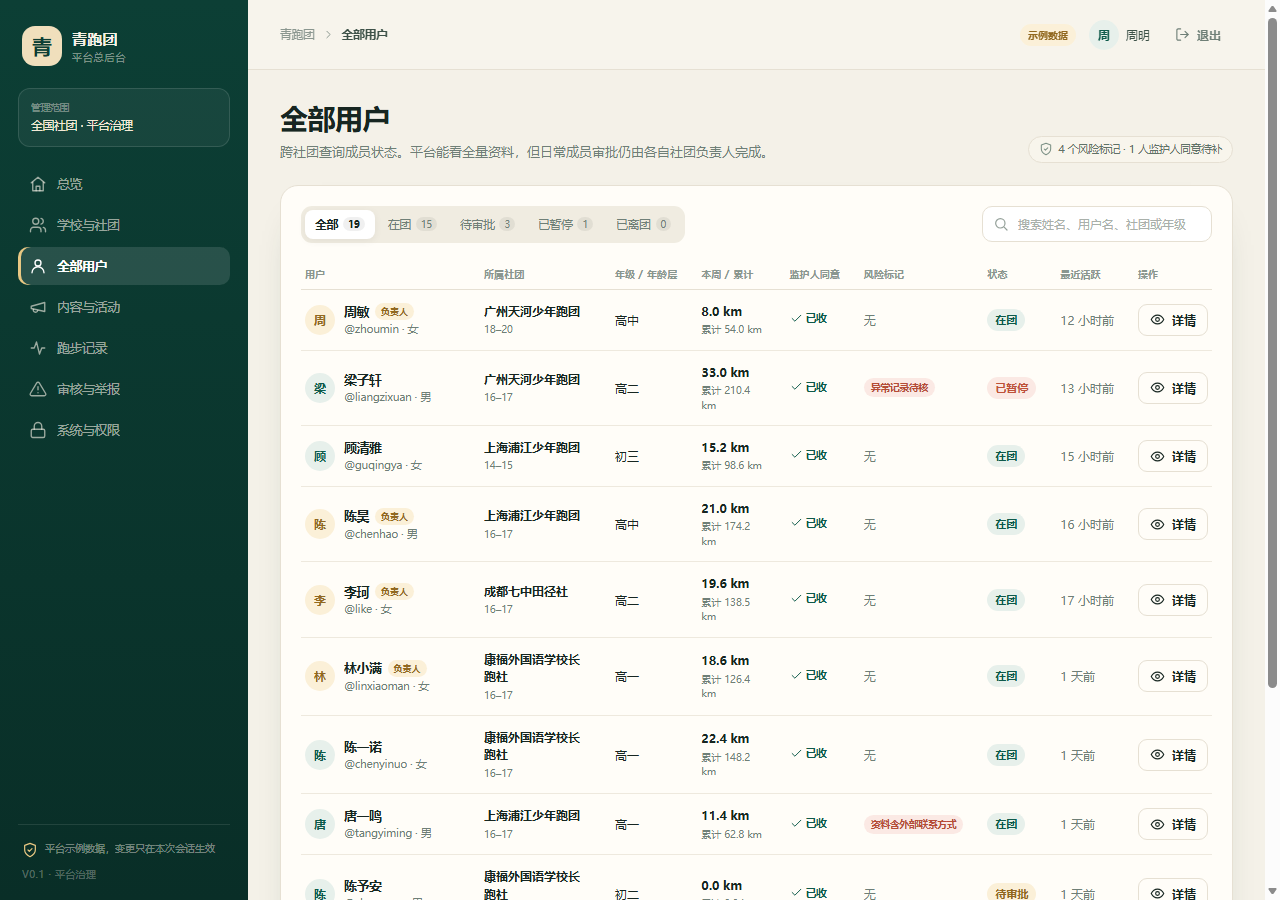 青
青跑团
平台总后台
管理范围
全国社团 · 平台治理
总览
学校与社团
全部用户
内容与活动
跑步记录
审核与举报
系统与权限
平台示例数据，变更只在本次会话生效
V0.1 · 平台治理
青跑团 > 全部用户
示例数据 周 周明 退出
全部用户
跨社团查询成员状态。平台能看全量资料，但日常成员审批仍由各自社团负责人完成。
4 个风险标记 · 1 人监护人同意待补
全部 19 在团 15 待审批 3 已暂停 1 已离团 0
搜索姓名、用户名、社团或年级
用户 所属社团 年级 / 年龄层 本周 / 累计 监护人同意 风险标记 状态 最近活跃 操作
周 周敏 负责人 广州天河少年跑团 高中 8.0 km 已收 无 在团 12 小时前 详情
@zhoumin · 女 18–20 累计 54.0 km
梁 梁子轩 广州天河少年跑团 高二 33.0 km 已收 异常记录待核 已暂停 13 小时前 详情
@liangzixuan · 男 16–17 累计 210.4
km
顾 顾清雅 上海浦江少年跑团 初三 15.2 km 已收 无 在团 15 小时前 详情
@guqingya · 女 14–15 累计 98.6 km
陈 陈昊 负责人 上海浦江少年跑团 高中 21.0 km 已收 无 在团 16 小时前 详情
@chenhao · 男 16–17 累计 174.2
km
李 李珂 负责人 成都七中田径社 高二 19.6 km 已收 无 在团 17 小时前 详情
@like · 女 16–17 累计 138.5
km
林 林小满 负责人 康福外国语学校长 高一 18.6 km 已收 无 在团 1 天前 详情
跑社
@linxiaoman · 女 16–17 累计 126.4
km
陈 陈一诺 康福外国语学校长 高一 22.4 km 已收 无 在团 1 天前 详情
跑社
@chenyinuo · 女 16–17 累计 148.2
km
唐 唐一鸣 上海浦江少年跑团 高一 11.4 km 已收 资料含外部联系方式 在团 1 天前 详情
@tangyiming · 男 16–17 累计 62.8 km
陈 陈予安 康福外国语学校长 初二 0.0 km 已收 无 待审批 1 天前 详情
跑社